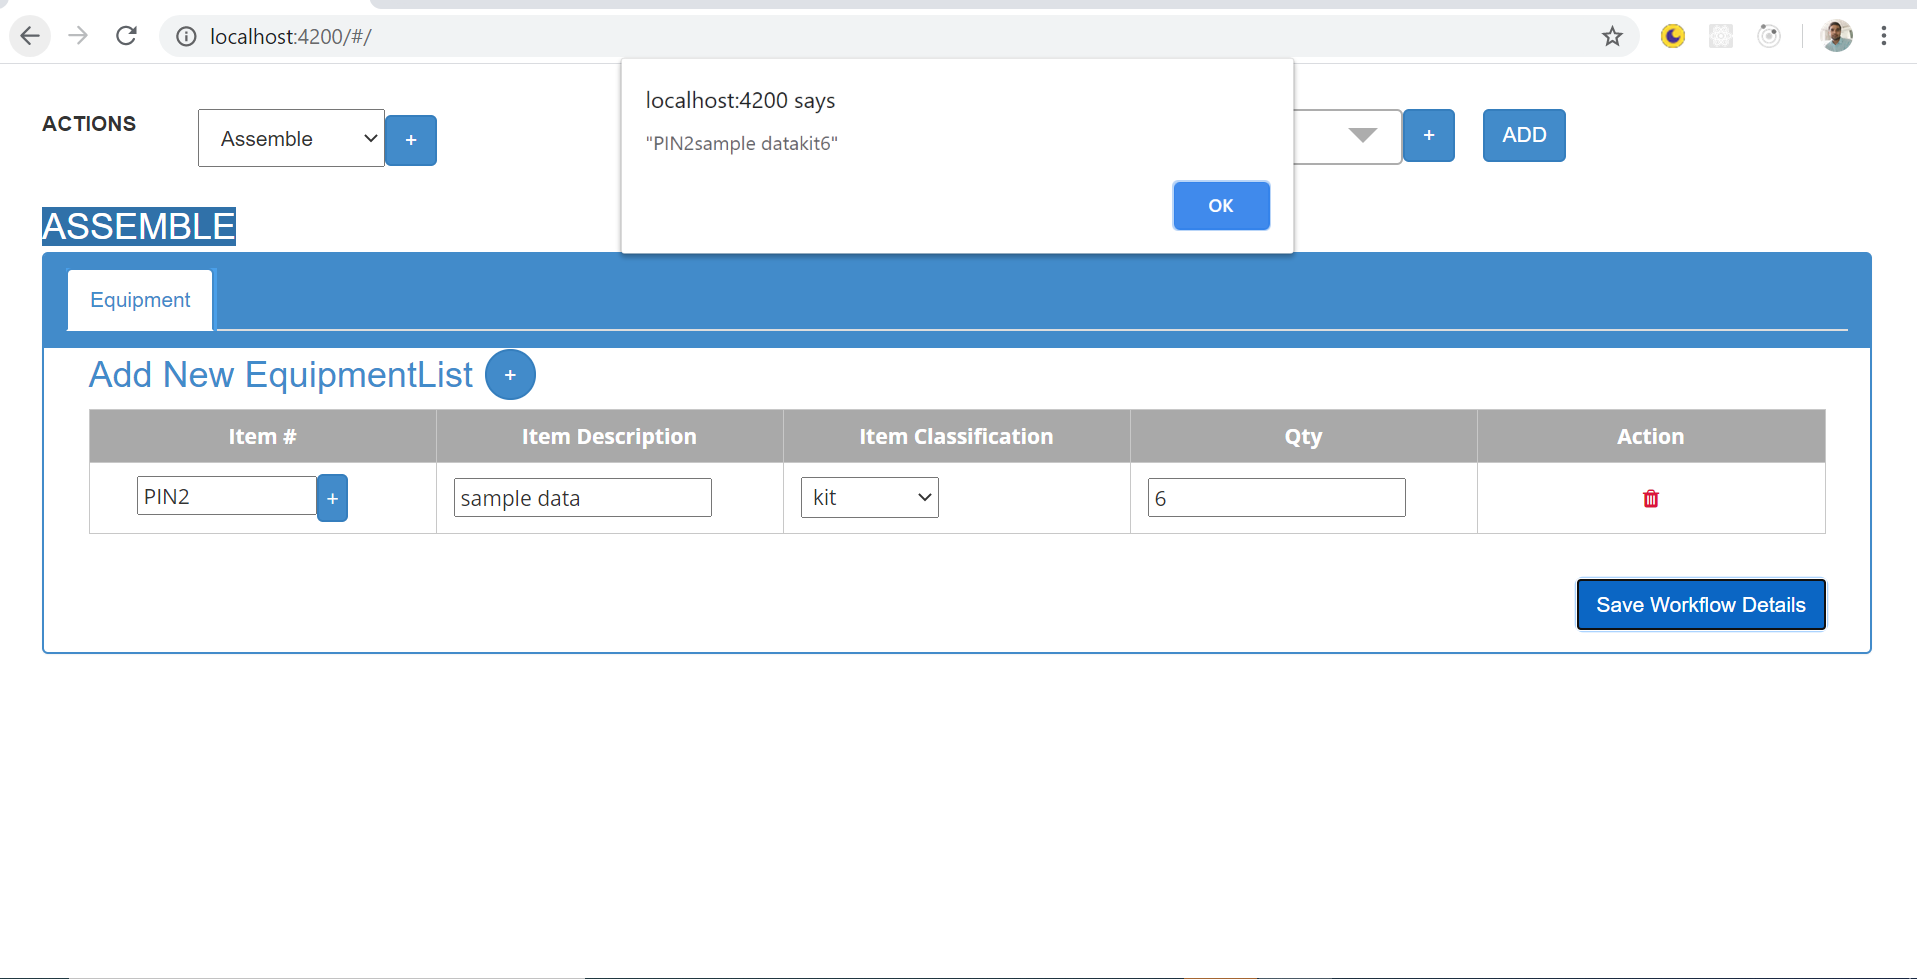 localhost:4200/#/
localhost:4200 says
"PIN2sample datakit6"
OK
ACTIONS
Assemble
+
+
ADD
ASSEMBLE
Equipment
Add New EquipmentList +
Item # Item Description Item Classification Qty Action
PIN2 + sample data kit 6
Save Workflow Details